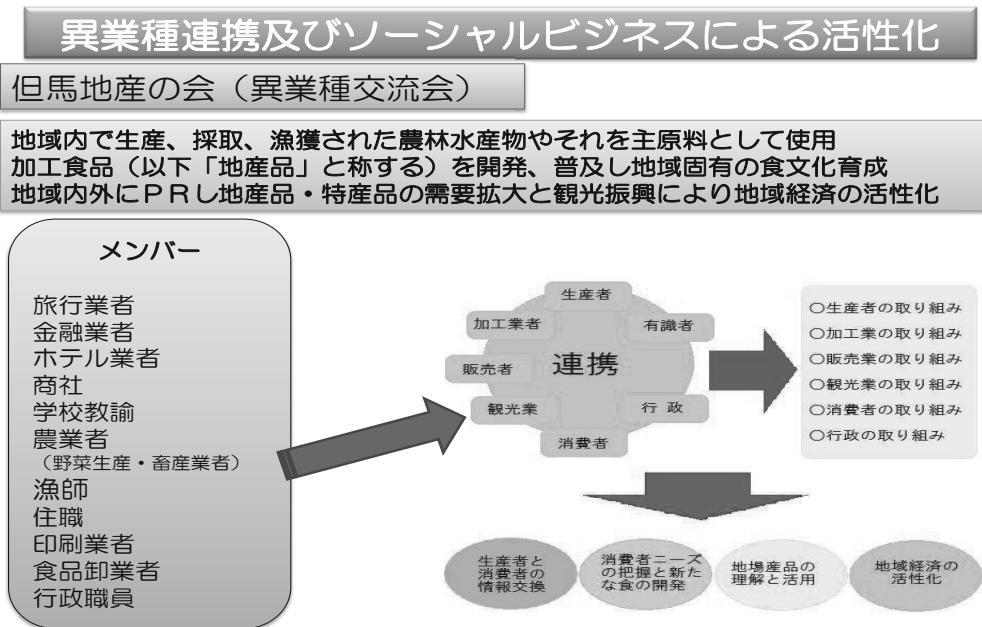 異業種連携及びソーシャルビジネスによる活性化
但馬地産の会（異業種交流会）
地域内で生産、採取、漁獲された農林水産物やそれを主原料として使用
加工食品（以下「地産品」と称する）を開発、普及し地域固有の食文化育成
地域内外にＰＲし地産品・特産品の需要拡大と観光振興により地域経済の活性化
メンバー
旅行業者
金融業者
ホテル業者
商社
学校教諭
農業者
（野菜生産・畜産業者）
漁師
住職
印刷業者
食品卸業者
行政職員
生産者
加工業者
有識者
販売者
連携
観光業
行 政
消費者
○生産者の取り組み
○加工業の取り組み
○販売業の取り組み
○観光業の取り組み
○消費者の取り組み
○行政の取り組み
生産者と
消費者の
情報交換
消費者ニーズ
の把握と新た
な食の開発
地場産品の
理解と活用
地域経済の
活性化